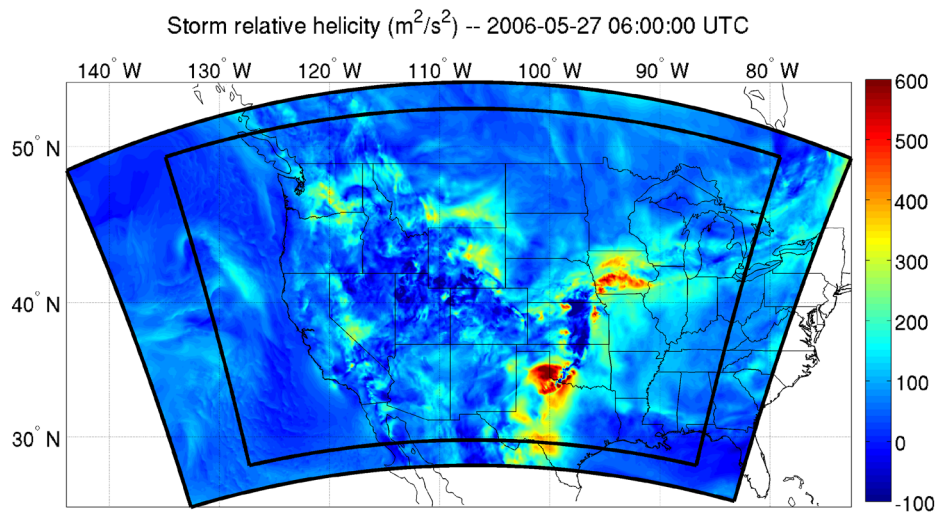 Storm relative helicity (m²/s²) -- 2006-05-27 06:00:00 UTC
140° W 130° W 120° W 110° W 100° W 90° W 80° W
50° N
40° N
30° N
600
500
400
300
200
100
0
-100